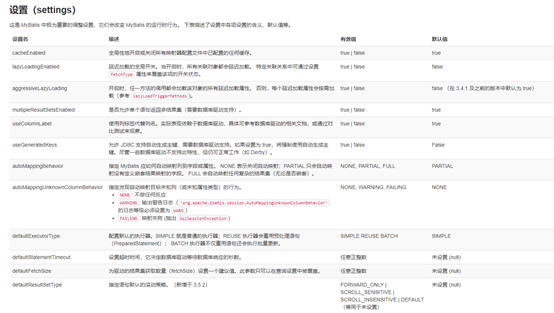 设置（settings）
这是 MyBatis 中极为重要的调整设置，它们会改变 MyBatis 的运行时行为。 下表描述了设置中各项设置的含义、默认值等。
设置名 描述 有效值 默认值
cacheEnabled 全局性地开启或关闭所有映射器配置文件中已配置的任何缓存。 true | false true
lazyLoadingEnabled 延迟加载的全局开关。当开启时，所有关联对象都会延迟加载。 特定关联关系中可通过设置 true | false false
fetchType 属性来覆盖该项的开关状态。
aggressiveLazyLoading 开启时，任一方法的调用都会加载该对象的所有延迟加载属性。 否则，每个延迟加载属性会按需加 true | false false （在 3.4.1 及之前的版本中默认为 true）
载（参考 lazyLoadTriggerMethods)。
multipleResultSetsEnabled 是否允许单个语句返回多结果集（需要数据库驱动支持）。 true | false true
useColumnLabel 使用列标签代替列名。实际表现依赖于数据库驱动，具体可参考数据库驱动的相关文档，或通过对 true | false true
比测试来观察。
useGeneratedKeys 允许 JDBC 支持自动生成主键，需要数据库驱动支持。如果设置为 true，将强制使用自动生成主 true | false False
键。尽管一些数据库驱动不支持此特性，但仍可正常工作（如 Derby）。
autoMappingBehavior 指定 MyBatis 应如何自动映射列到字段或属性。 NONE 表示关闭自动映射；PARTIAL 只会自动映 NONE, PARTIAL, FULL PARTIAL
射没有定义嵌套结果映射的字段。 FULL 会自动映射任何复杂的结果集（无论是否嵌套）。
autoMappingUnknownColumnBehavior 指定发现自动映射目标未知列（或未知属性类型）的行为。 NONE, WARNING, FAILING NONE
NONE: 不做任何反应
WARNING: 输出警告日志（'org.apache.ibatis.session.AutoMappingUnknownColumnBehavior'
的日志等级必须设置为 WARN）
FAILING: 映射失败 (抛出 SqlSessionException)
defaultExecutorType 配置默认的执行器。SIMPLE 就是普通的执行器；REUSE 执行器会重用预处理语句 SIMPLE REUSE BATCH SIMPLE
（PreparedStatement）； BATCH 执行器不仅重用语句还会执行批量更新。
defaultStatementTimeout 设置超时时间，它决定数据库驱动等待数据库响应的秒数。 任意正整数 未设置 (null)
defaultFetchSize 为驱动的结果集获取数量（fetchSize）设置一个建议值。此参数只可以在查询设置中被覆盖。 任意正整数 未设置 (null)
defaultResultSetType 指定语句默认的滚动策略。（新增于 3.5.2） FORWARD_ONLY | 未设置 (null)
SCROLL_SENSITIVE |
SCROLL_INSENSITIVE | DEFAULT
（等同于未设置）